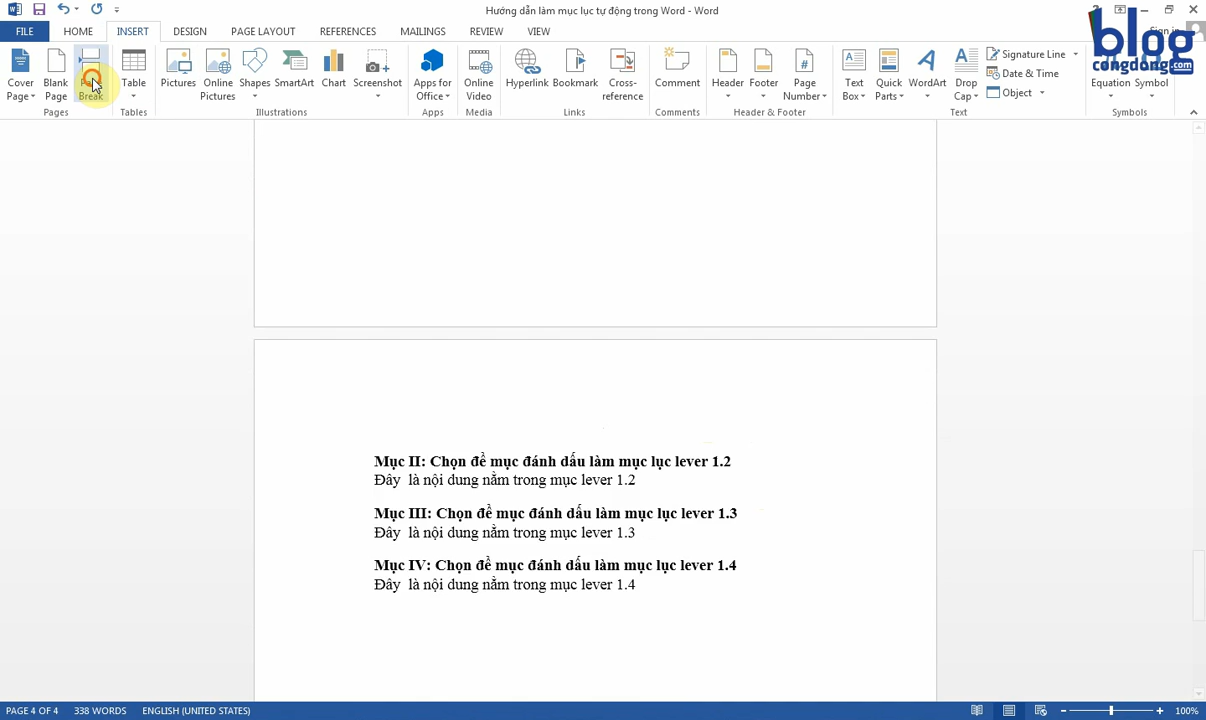 Hướng dẫn làm mục lục tự động trong Word - Word
Sign in
FILE HOME INSERT DESIGN PAGE LAYOUT REFERENCES MAILINGS REVIEW VIEW
blog
congdong.com
Cover Page
Blank Page
Page Break
Table
Pictures
Online Pictures
Shapes
SmartArt
Chart
Screenshot
Apps for Office
Online Video
Hyperlink
Bookmark
Cross-reference
Comment
Header
Footer
Page Number
Text Box
Quick Parts
WordArt
Drop Cap
Signature Line
Date & Time
Object
Equation
Symbol
Pages Tables Illustrations Apps Media Links Comments Header & Footer Text Symbols
Mục II: Chọn đề mục đánh dấu làm mục lục lever 1.2
Đây là nội dung nằm trong mục lever 1.2
Mục III: Chọn đề mục đánh dấu làm mục lục lever 1.3
Đây là nội dung nằm trong mục lever 1.3
Mục IV: Chọn đề mục đánh dấu làm mục lục lever 1.4
Đây là nội dung nằm trong mục lever 1.4
PAGE 4 OF 4 338 WORDS ENGLISH (UNITED STATES) 100%